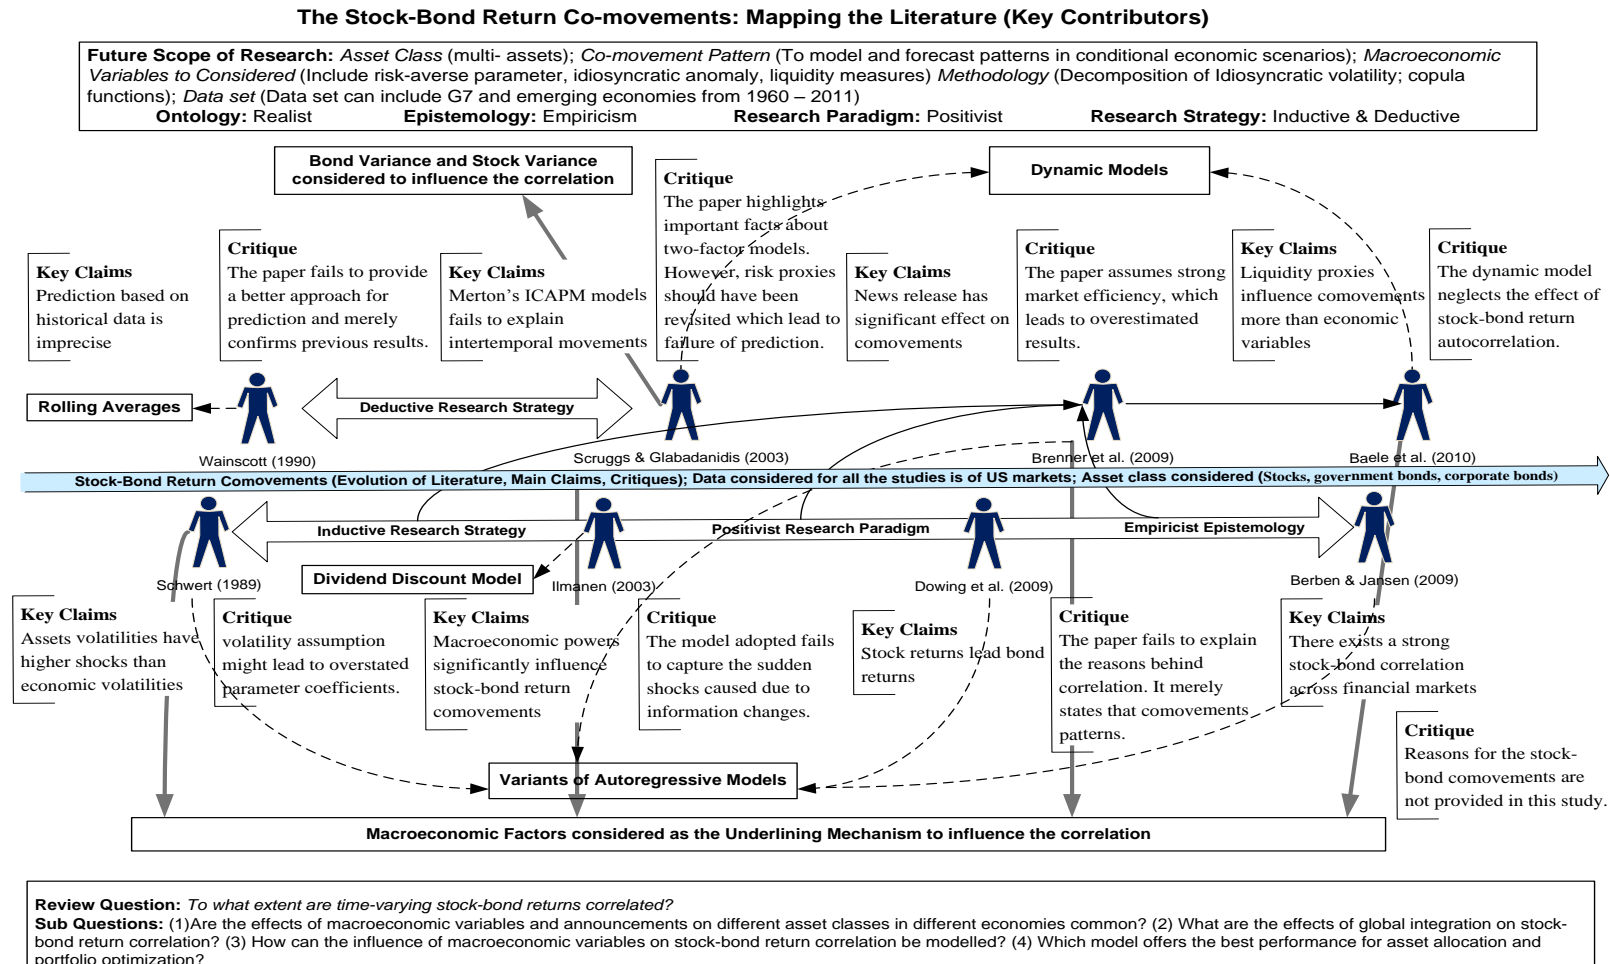 The Stock-Bond Return Co-movements: Mapping the Literature (Key Contributors)
Future Scope of Research: Asset Class (multi- assets); Co-movement Pattern (To model and forecast patterns in conditional economic scenarios); Macroeconomic
Variables to Considered (Include risk-averse parameter, idiosyncratic anomaly, liquidity measures) Methodology (Decomposition of Idiosyncratic volatility; copula
functions); Data set (Data set can include G7 and emerging economies from 1960 – 2011)
Ontology: Realist Epistemology: Empiricism Research Paradigm: Positivist Research Strategy: Inductive & Deductive
Bond Variance and Stock Variance
considered to influence the correlation
Dynamic Models
Key Claims
Prediction based on
historical data is
imprecise
Critique
The paper fails to provide
a better approach for
prediction and merely
confirms previous results.
Key Claims
Merton's ICAPM models
fails to explain
intertemporal movements
Critique
The paper highlights
important facts about
two-factor models.
However, risk proxies
should have been
revisited which lead to
failure of prediction.
Key Claims
News release has
significant effect on
comovements
Critique
The paper assumes strong
market efficiency, which
leads to overestimated
results.
Key Claims
Liquidity proxies
influence comovements
more than economic
variables
Critique
The dynamic model
neglects the effect of
stock-bond return
autocorrelation.
Rolling Averages
Deductive Research Strategy
Wainscott (1990)
Scruggs & Glabadanidis (2003)
Brenner et al. (2009)
Baele et al. (2010)
Stock-Bond Return Comovements (Evolution of Literature, Main Claims, Critiques); Data considered for all the studies is of US markets; Asset class considered (Stocks, government bonds, corporate bonds)
Inductive Research Strategy
Positivist Research Paradigm
Empiricist Epistemology
Dividend Discount Model
Schwert (1989)
Ilmanen (2003)
Dowing et al. (2009)
Berben & Jansen (2009)
Key Claims
Assets volatilities have
higher shocks than
economic volatilities
Critique
volatility assumption
might lead to overstated
parameter coefficients.
Key Claims
Macroeconomic powers
significantly influence
stock-bond return
comovements
Critique
The model adopted fails
to capture the sudden
shocks caused due to
information changes.
Key Claims
Stock returns lead bond
returns
Critique
The paper fails to explain
the reasons behind
correlation. It merely
states that comovements
patterns.
Key Claims
There exists a strong
stock-bond correlation
across financial markets
Critique
Reasons for the stock-
bond comovements are
not provided in this study.
Variants of Autoregressive Models
Macroeconomic Factors considered as the Underlining Mechanism to influence the correlation
Review Question: To what extent are time-varying stock-bond returns correlated?
Sub Questions: (1)Are the effects of macroeconomic variables and announcements on different asset classes in different economies common? (2) What are the effects of global integration on stock-
bond return correlation? (3) How can the influence of macroeconomic variables on stock-bond return correlation be modelled? (4) Which model offers the best performance for asset allocation and
portfolio optimization?